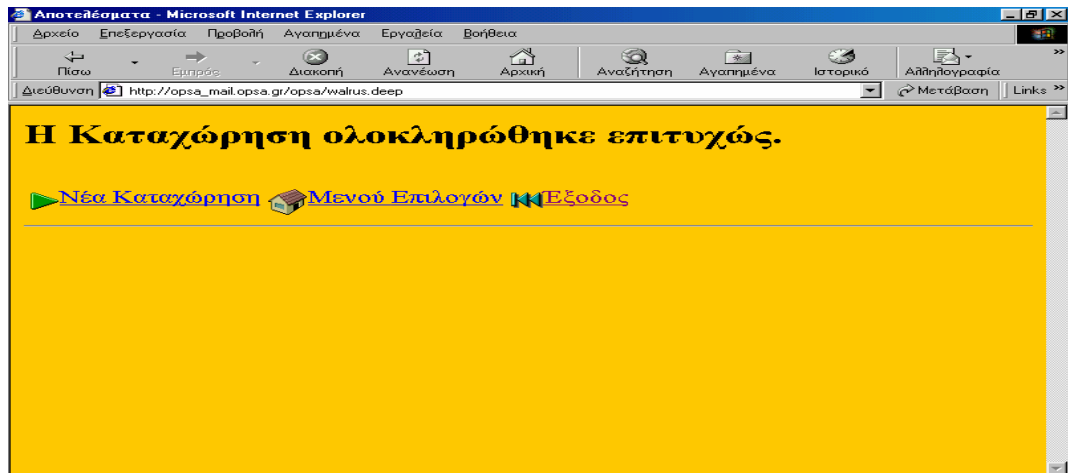 Αποτελέσματα - Microsoft Internet Explorer
Αρχείο Επεξεργασία Προβολή Αγαπημένα Εργαλεία Βοήθεια
Πίσω Εμπρός Διακοπή Ανανέωση Αρχική Αναζήτηση Αγαπημένα Ιστορικό Αλληλογραφία »
Διεύθυνση http://opsa_mail.opsa.gr/opsa/walrus.deep Μετάβαση Links »
Η Καταχώρηση ολοκληρώθηκε επιτυχώς.
Νέα Καταχώρηση Μενού Επιλογών Έξοδος